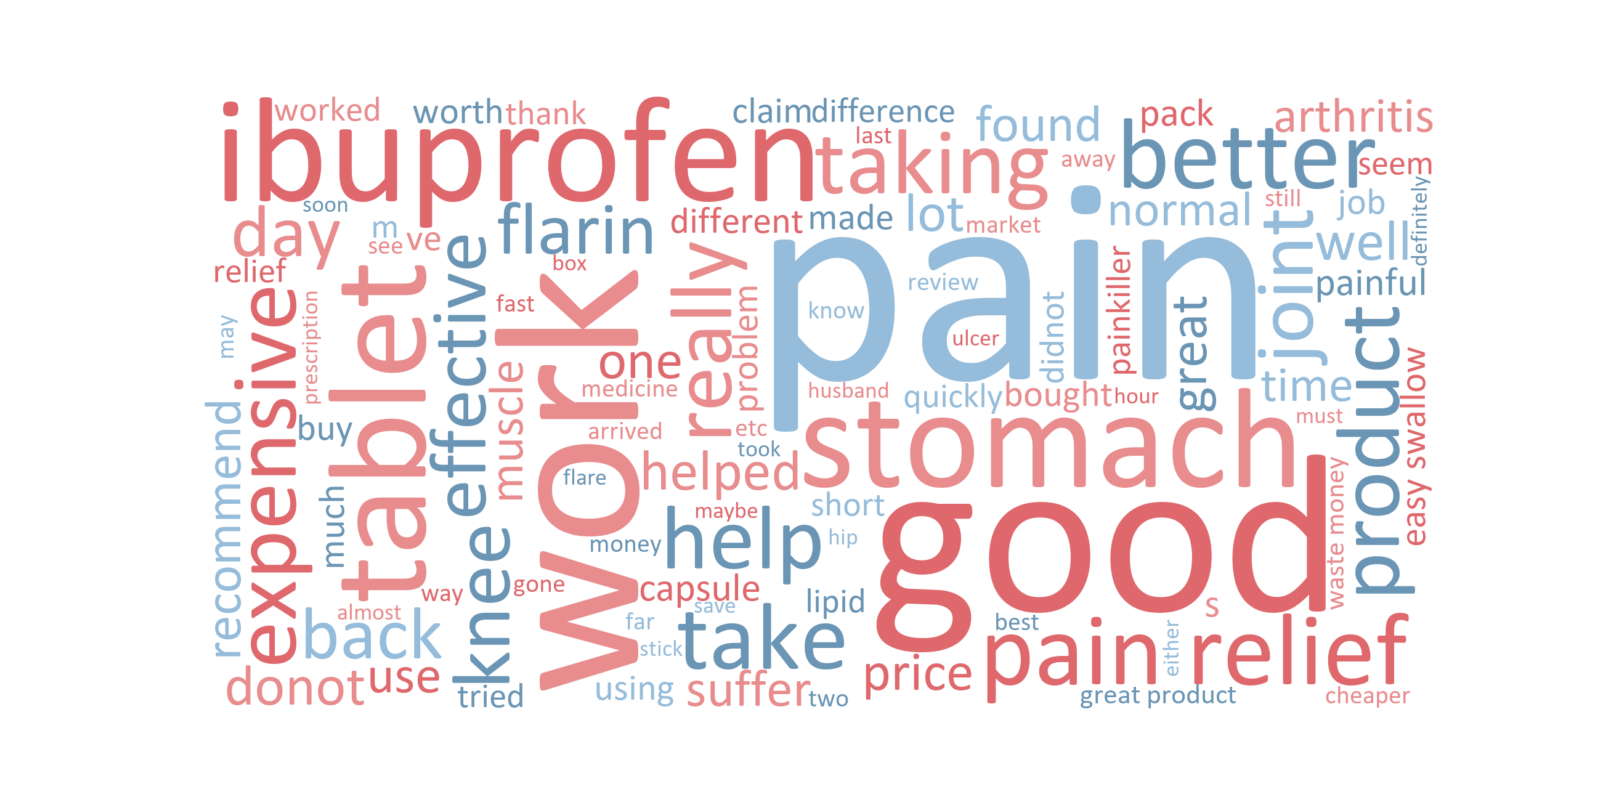 worked
worth
thank
claim
difference
found
pack
arthritis
ibuprofen
last
taking
away
better
seem
soon
day
m
see
ve
flarin
different
made
lot
market
normal
still
job
definitely
well
relief
box
painful
may
expensive
prescription
tablet
effective
fast
work
really
problem
pain
know
review
ulcer
didnot
painkiller
great
joint
product
one
medicine
muscle
husband
quickly
bought
hour
time
must
recommend
buy
arrived
etc
took
stomach
easy swallow
much
flare
helped
short
good
waste money
knee
money
maybe
help
hip
way
gone
capsule
save
lipid
s
almost
back
far
stick
take
best
pain relief
either
donot
use
tried
using
suffer
two
price
great product
cheaper